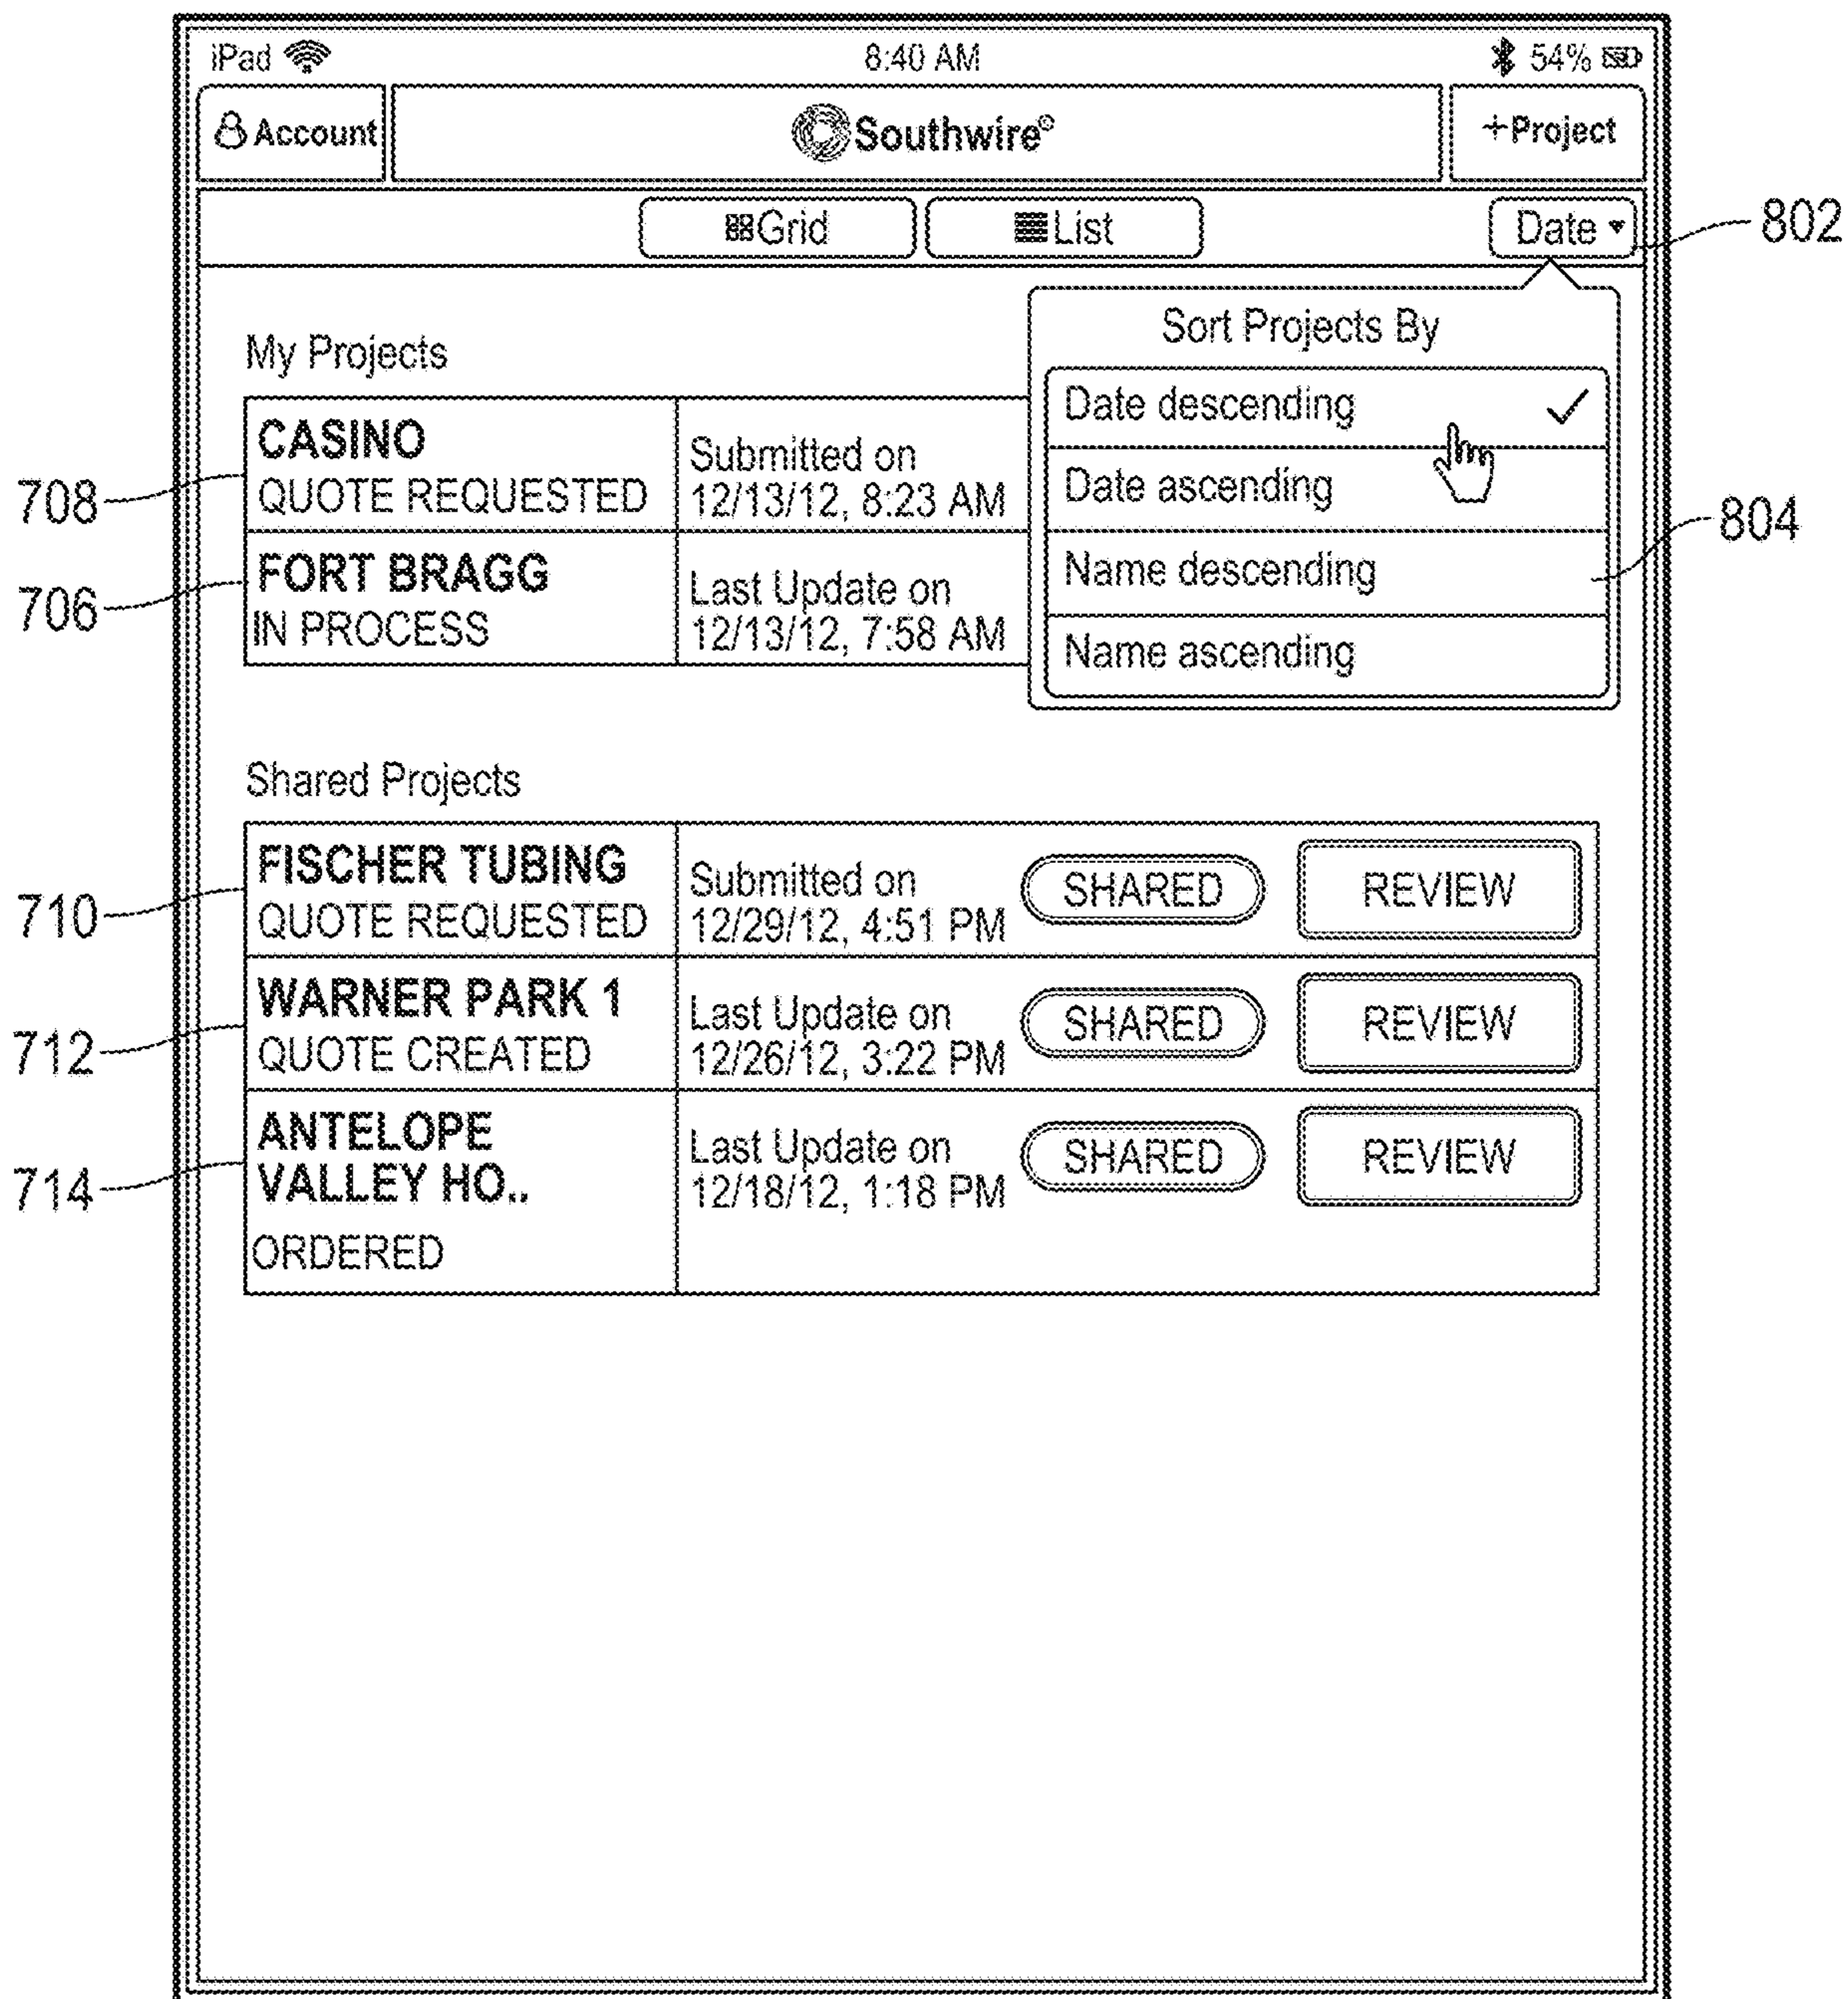 iPad 8:40 AM 54%
Account Southwire® +Project
Grid List Date 802
Sort Projects By
My Projects
Date descending
Date ascending
Name descending
Name ascending
804
708 CASINO
QUOTE REQUESTED
Submitted on
12/13/12, 8:23 AM
706 FORT BRAGG
IN PROCESS
Last Update on
12/13/12, 7:58 AM
Shared Projects
710 FISCHER TUBING
QUOTE REQUESTED
Submitted on
12/29/12, 4:51 PM
SHARED REVIEW
712 WARNER PARK 1
QUOTE CREATED
Last Update on
12/26/12, 3:22 PM
SHARED REVIEW
714 ANTELOPE
VALLEY HO..
ORDERED
Last Update on
12/18/12, 1:18 PM
SHARED REVIEW